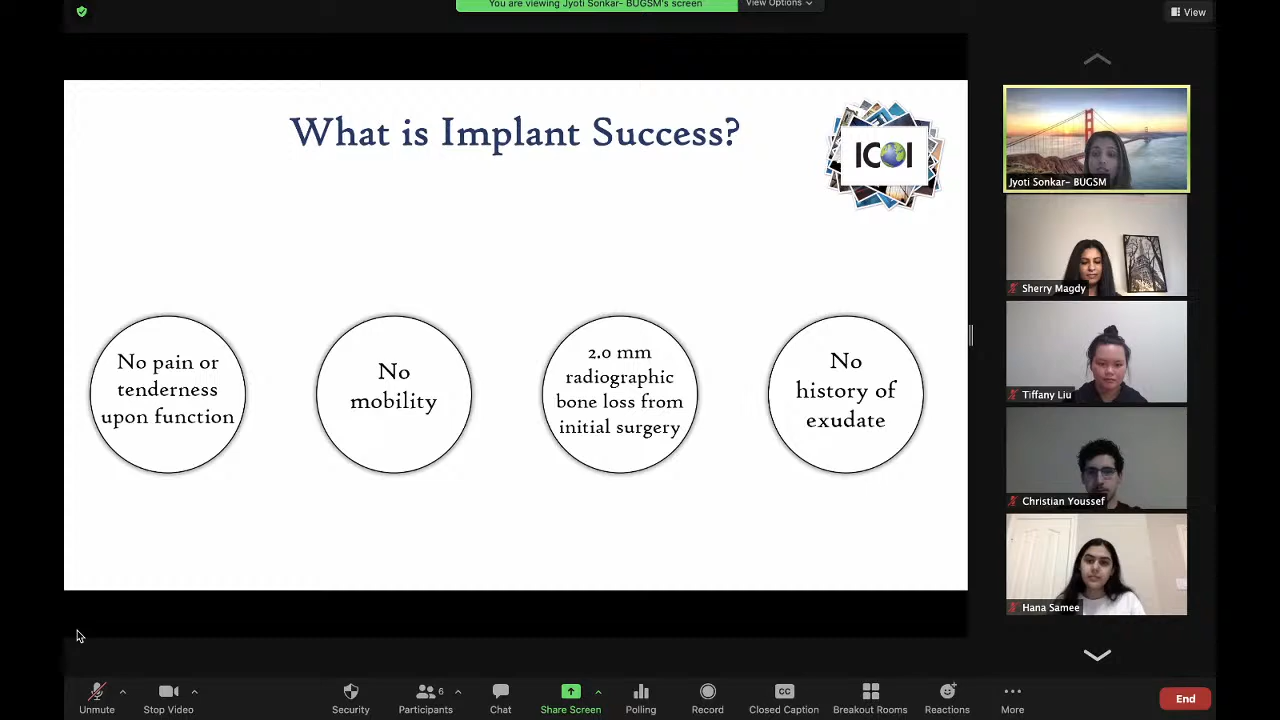 You are viewing Jyoti Sonkar- BUGSM's screen
View Options
View
What is Implant Success?
ICOI
No pain or
tenderness
upon function
No
mobility
2.0 mm
radiographic
bone loss from
initial surgery
No
history of
exudate
Jyoti Sonkar- BUGSM
Sherry Magdy
Tiffany Liu
Christian Youssef
Hana Samee
Unmute
Stop Video
Security
6
Participants
Chat
Share Screen
Polling
Record
CC
Closed Caption
Breakout Rooms
Reactions
More
End